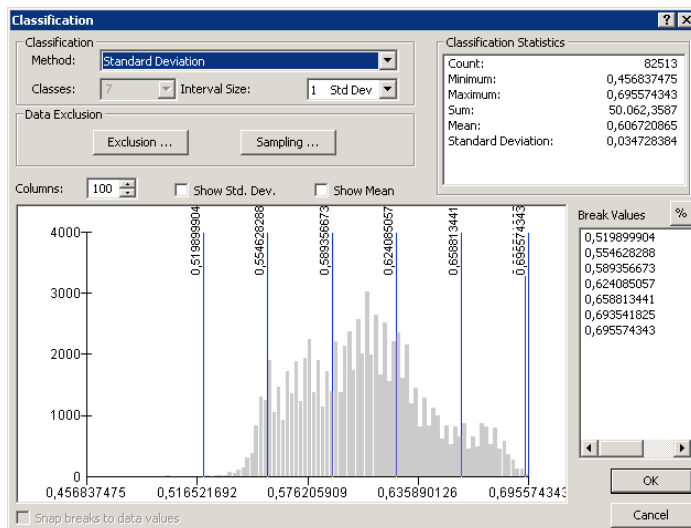 Classification
Classification
Method: Standard Deviation
Classes: 7 Interval Size: 1 Std Dev
Data Exclusion
Exclusion ... Sampling ...
Classification Statistics
Count: 82513
Minimum: 0,456837475
Maximum: 0,695574343
Sum: 50.062,3587
Mean: 0,606720865
Standard Deviation: 0,034728384
Columns: 100 Show Std. Dev. Show Mean
0,519899904
0,554628288
0,589356673
0,624085057
0,658813441
0,695574343
4000
3000
2000
1000
0
0,456837475 0,516521692 0,576205909 0,635890126 0,695574343
Break Values %
0,519899904
0,554628288
0,589356673
0,624085057
0,658813441
0,693541825
0,695574343
OK
Cancel
Snap breaks to data values